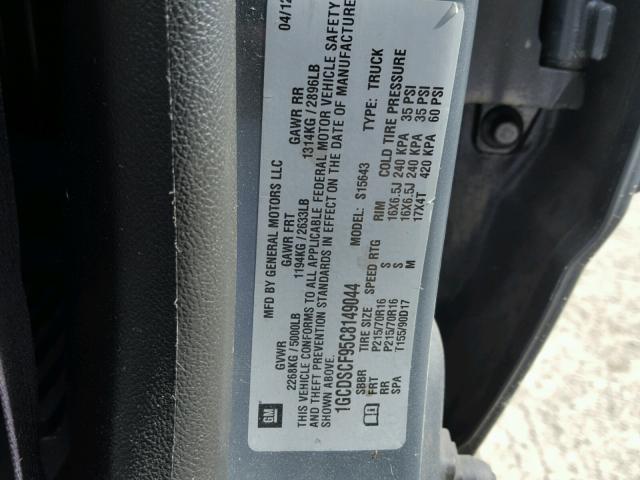 GM
MFD BY GENERAL MOTORS LLC
04/12
GVWR GAWR FRT GAWR RR
2268KG / 5000LB 1194KG / 2633LB 1314KG / 2896LB
THIS VEHICLE CONFORMS TO ALL APPLICABLE FEDERAL MOTOR VEHICLE SAFETY
AND THEFT PREVENTION STANDARDS IN EFFECT ON THE DATE OF MANUFACTURE
SHOWN ABOVE.
1GCDSCF95C8149044 MODEL: S15643 TYPE: TRUCK
SBBR TIRE SIZE SPEED RTG RIM COLD TIRE PRESSURE
FRT P215/70R16 S 16X6.5J 240 KPA 35 PSI
RR P215/70R16 S 16X6.5J 240 KPA 35 PSI
SPA T155/90D17 M 17X4T 420 KPA 60 PSI